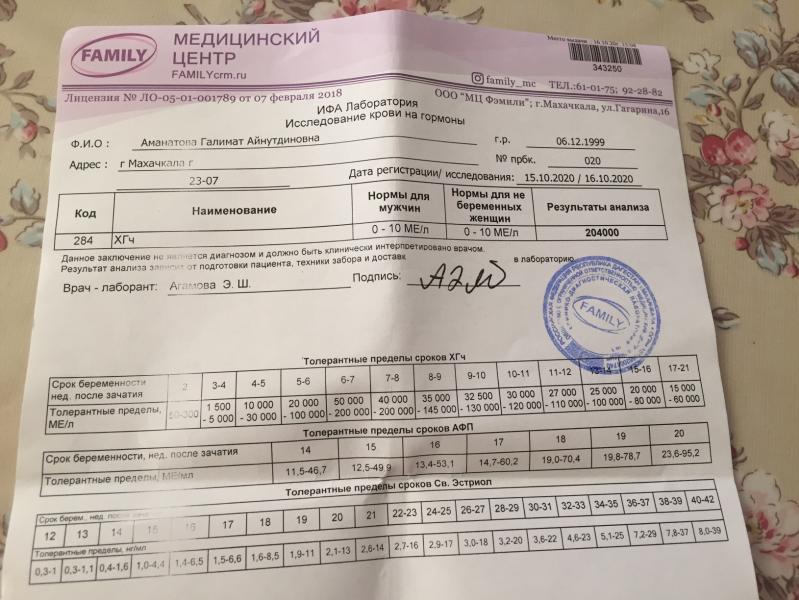 FAMILY
МЕДИЦИНСКИЙ
ЦЕНТР
FAMILYcrm.ru
Место выдачи 16.10.20г.
343250
family_mc ТЕЛ.:61-01-75; 92-28-82
Лицензия № ЛО-05-01-001789 от 07 февраля 2018
ООО "МЦ Фэмили"; г.Махачкала, ул.Гагарина,16
ИФА Лаборатория
Исследование крови на гормоны
Ф.И.О : Аманатова Галимат Айнутдиновна г.р. 06.12.1999
Адрес : г Махачкала г № прбк. 020
23-07 Дата регистрации/ исследования: 15.10.2020 / 16.10.2020
Код Наименование Нормы для мужчин Нормы для не беременных женщин Результаты анализа
284 ХГч 0 - 10 МЕ/л 0 - 10 МЕ/л 204000
Данное заключение не является диагнозом и должно быть клинически интерпретировано врачом.
Результат анализа зависит от подготовки пациента, техники забора и доставк в лабораторию
Врач - лаборант: Агамова Э. Ш. Подпись:
FAMILY
Толерантные пределы сроков ХГч
Срок беременности нед. после зачатия 2 3-4 4-5 5-6 6-7 7-8 8-9 9-10 10-11 11-12 13-14 15-16 17-21
Толерантные пределы, МЕ/л 50-300 1 500 - 5 000 10 000 - 30 000 20 000 - 100 000 50 000 - 200 000 40 000 - 200 000 35 000 - 145 000 32 500 - 130 000 30 000 - 120 000 27 000 - 110 000 25 000 - 100 000 20 000 - 80 000 15 000 - 60 000
Толерантные пределы сроков АФП
Срок беременности, нед. после зачатия 14 15 16 17 18 19 20
Толерантные пределы, МЕ/мл 11,5-46,7 12,5-49,9 13,4-53,1 14,7-60,2 19,0-70,4 19,8-78,7 23,6-95,2
Толерантные пределы сроков Св. Эстриол
Срок берем., нед. после зача
12 13 14 15 16 17 18 19 20 21 22-23 24-25 26-27 28-29 30-31 32-33 34-35 36-37 38-39 40-42
Толерантные пределы, нг/мл
0,3-1 0,3-1,1 0,4-1,6 1,0-4,4 1,4-6,5 1,5-6,6 1,6-8,5 1,9-11 2,1-13 2,6-14 2,7-16 2,9-17 3,0-18 3,2-20 3,6-22 4,6-23 5,1-25 7,2-29 7,8-37 8,0-39